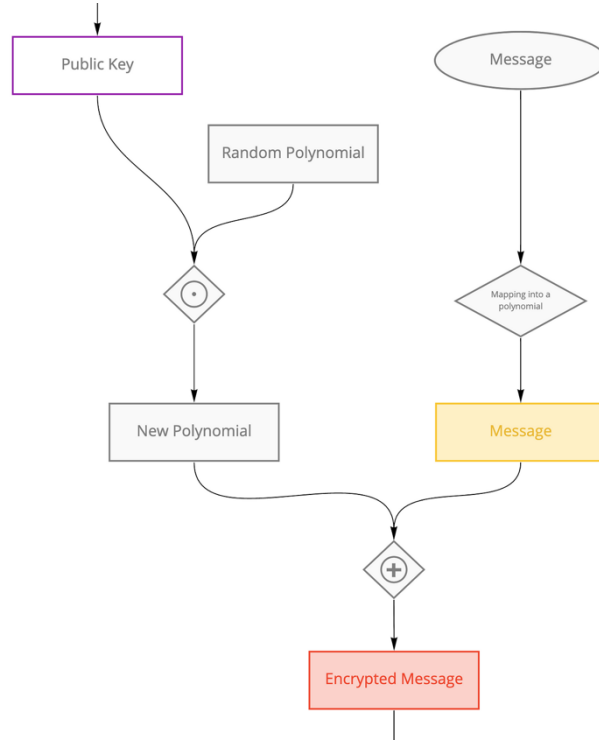 Public Key
Message
Random Polynomial
Mapping into a
polynomial
New Polynomial
Message
Encrypted Message